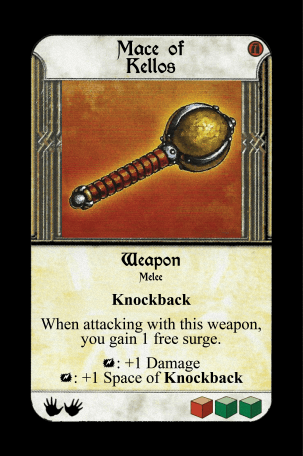 Mace of
Kellos
Weapon
Melee
Knockback
When attacking with this weapon,
you gain 1 free surge.
: +1 Damage
: +1 Space of Knockback